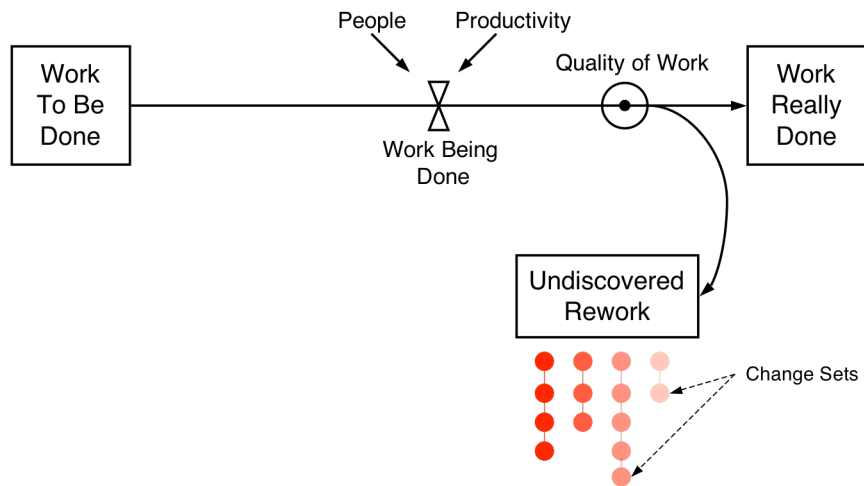 People
Productivity
Quality of Work
Work
To Be
Done
Work
Really
Done
Work Being
Done
Undiscovered
Rework
Change Sets